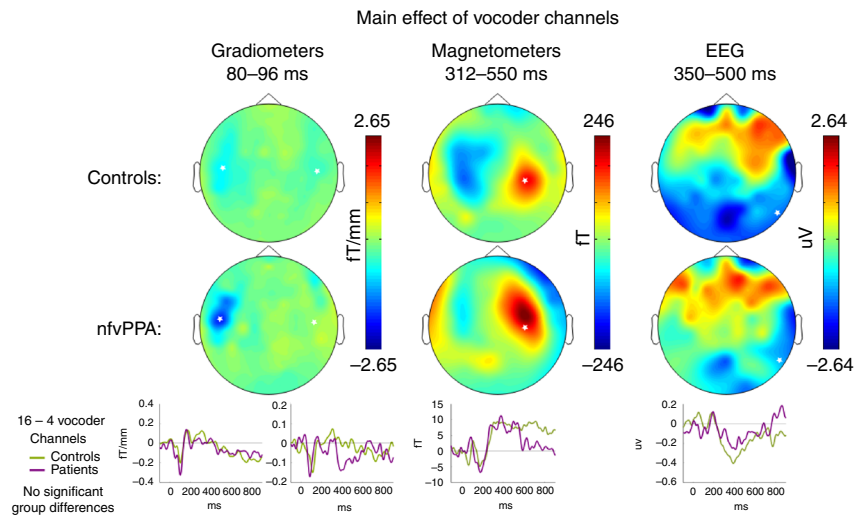 Main effect of vocoder channels
Gradiometers Magnetometers EEG
80–96 ms 312–550 ms 350–500 ms
2.65 246 2.64
Controls:
fT/mm fT uV
nfvPPA:
−2.65 −246 −2.64
16 – 4 vocoder
Channels
Controls
Patients
No significant
group differences
fT/mm
0.4
0.2
0
−0.2
−0.4
0 200 400 600 800
ms
0.2
0.1
0
−0.1
−0.2
0 200 400 600 800
ms
fT
15
10
5
0
−5
−10
0 200 400 600 800
ms
uv
0.2
0
−0.2
−0.4
−0.6
0 200 400 600 800
ms